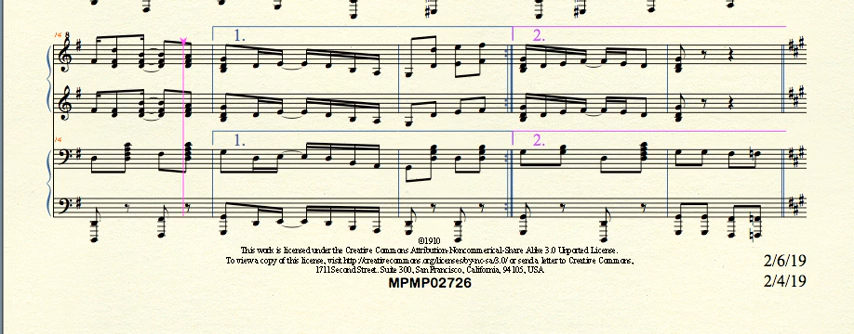 1.
2.
1.
2.
©1910
This work is licensed under the Creative Commons Attribution-Noncommerical-Share Alike 3.0 Unported License.
To view a copy of this license, visit http://creativecommons.org/licenses/by-nc-sa/3.0/ or send a letter to Creative Commons,
171 Second Street, Suite 300, San Francisco, California, 94105, USA
MPMP02726
2/6/19
2/4/19